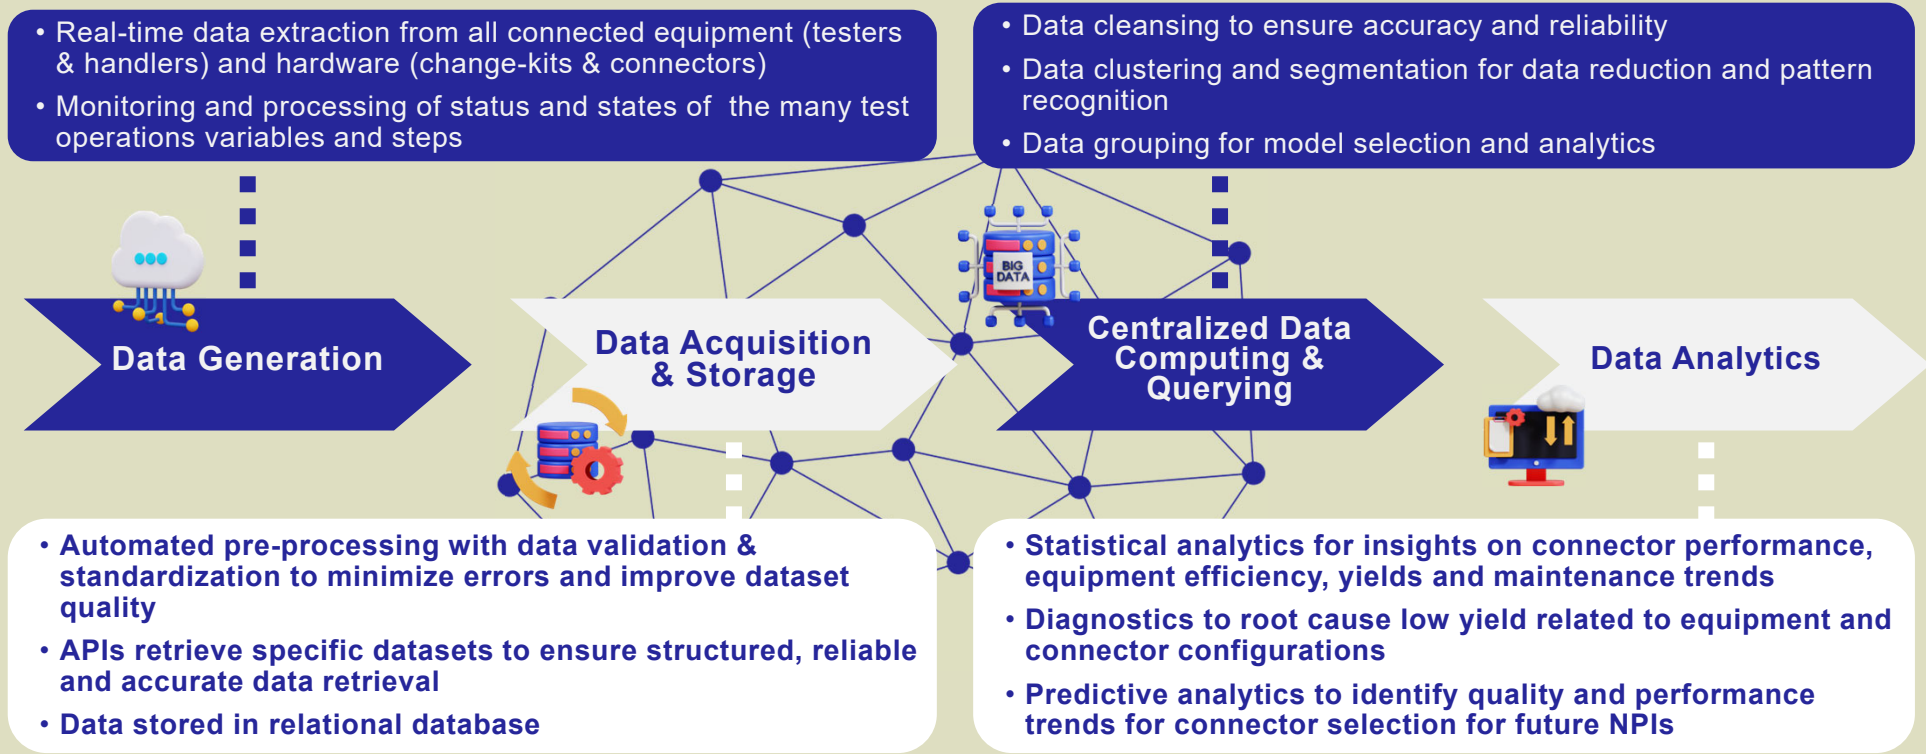 • Real-time data extraction from all connected equipment (testers
& handlers) and hardware (change-kits & connectors)
• Monitoring and processing of status and states of the many test
operations variables and steps
• Data cleansing to ensure accuracy and reliability
• Data clustering and segmentation for data reduction and pattern
recognition
• Data grouping for model selection and analytics
BIG
DATA
Data Generation
Data Acquisition
& Storage
Centralized Data
Computing &
Querying
Data Analytics
• Automated pre-processing with data validation &
standardization to minimize errors and improve dataset
quality
• APIs retrieve specific datasets to ensure structured, reliable
and accurate data retrieval
• Data stored in relational database
• Statistical analytics for insights on connector performance,
equipment efficiency, yields and maintenance trends
• Diagnostics to root cause low yield related to equipment and
connector configurations
• Predictive analytics to identify quality and performance
trends for connector selection for future NPIs